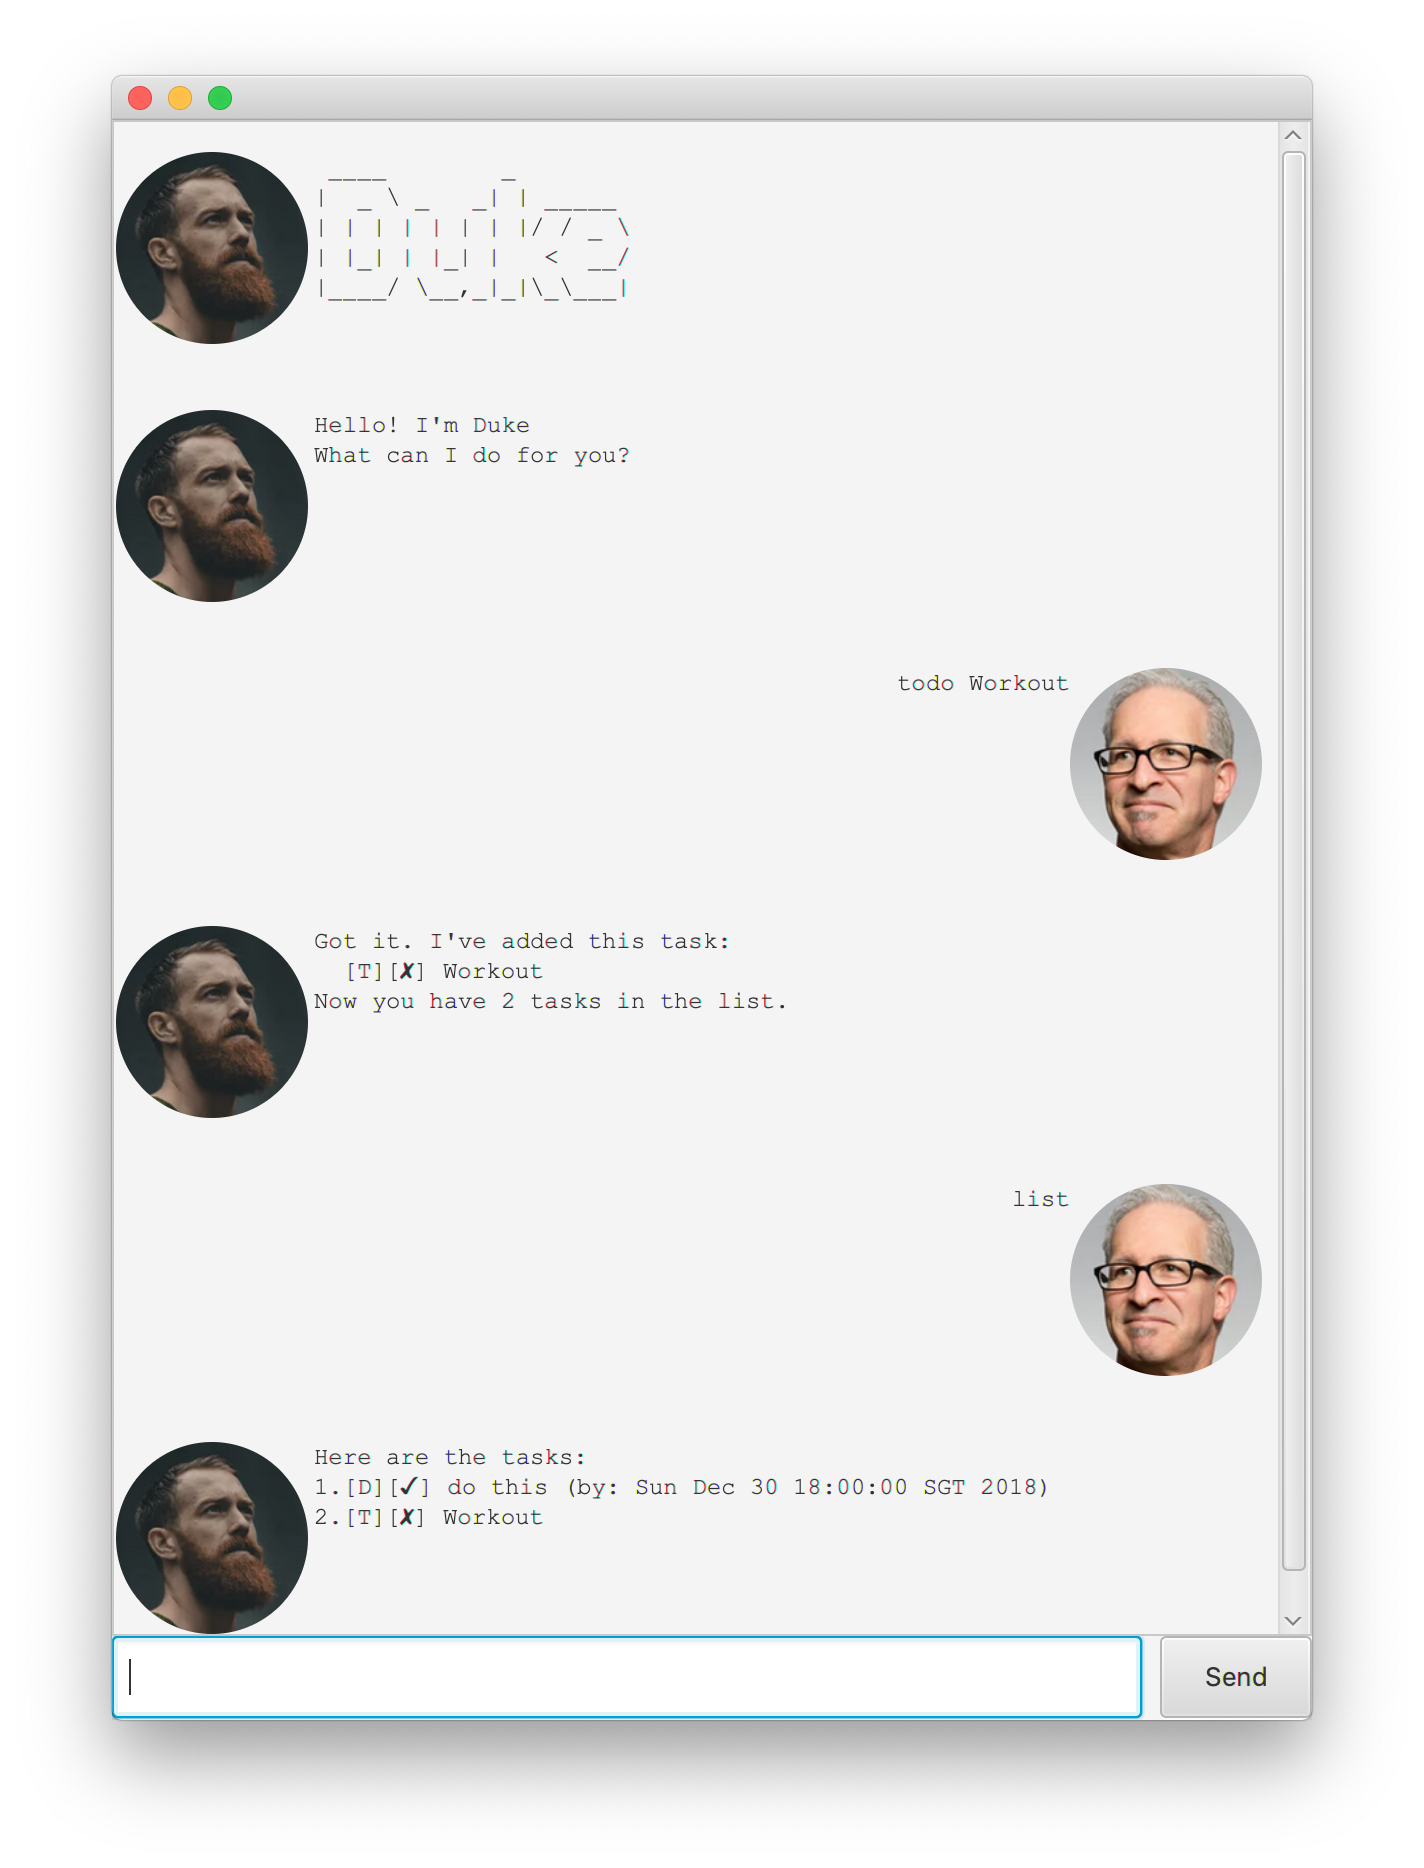 ____        _
|  _ \ _   _| | _____
| | | | | | | |/ / _ \
| |_| | |_| |   <  __/
|____/ \__,_|_|\_\___|
Hello! I'm Duke
What can I do for you?
todo Workout
Got it. I've added this task:
  [T][✘] Workout
Now you have 2 tasks in the list.
list
Here are the tasks:
1.[D][✓] do this (by: Sun Dec 30 18:00:00 SGT 2018)
2.[T][✘] Workout
Send